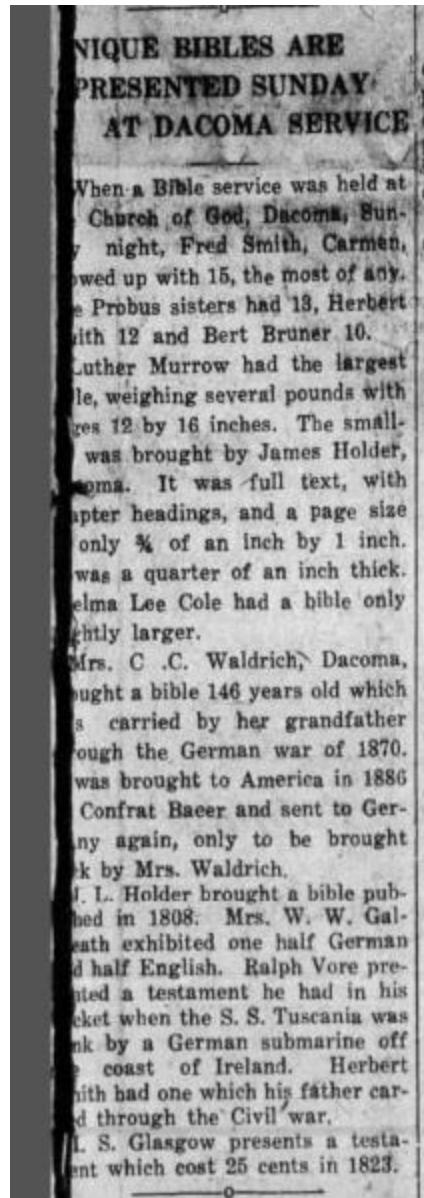 NIQUE BIBLES ARE
PRESENTED SUNDAY
AT DACOMA SERVICE
When a Bible service was held at
Church of God, Dacoma, Sun-
y night, Fred Smith, Carmen,
owed up with 15, the most of any.
e Probus sisters had 13, Herbert
ith 12 and Bert Bruner 10.
Luther Murrow had the largest
le, weighing several pounds with
ges 12 by 16 inches. The small-
was brought by James Holder,
coma. It was full text, with
apter headings, and a page size
only ¾ of an inch by 1 inch.
was a quarter of an inch thick.
elma Lee Cole had a bible only
ghtly larger.
Mrs. C .C. Waldrich, Dacoma,
ought a bible 146 years old which
s carried by her grandfather
ough the German war of 1870.
was brought to America in 1886
Confrat Baeer and sent to Ger-
ny again, only to be brought
k by Mrs. Waldrich.
J. L. Holder brought a bible pub-
hed in 1808. Mrs. W. W. Gal-
eath exhibited one half German
d half English. Ralph Vore pre-
nted a testament he had in his
cket when the S. S. Tuscania was
nk by a German submarine off
e coast of Ireland. Herbert
ith had one which his father car-
d through the Civil war.
S. Glasgow presents a testa-
ent which cost 25 cents in 1823.